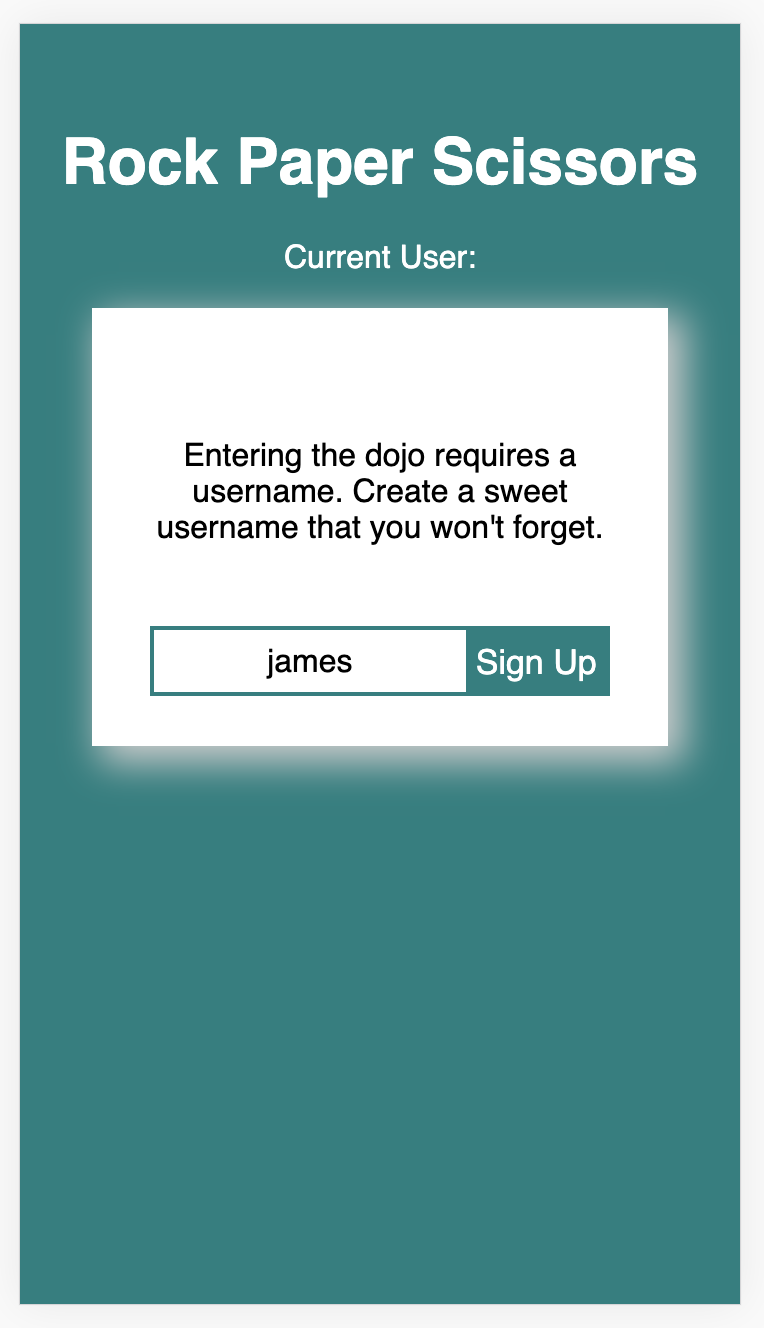 Rock Paper Scissors
Current User:
Entering the dojo requires a
username. Create a sweet
username that you won't forget.
james
Sign Up